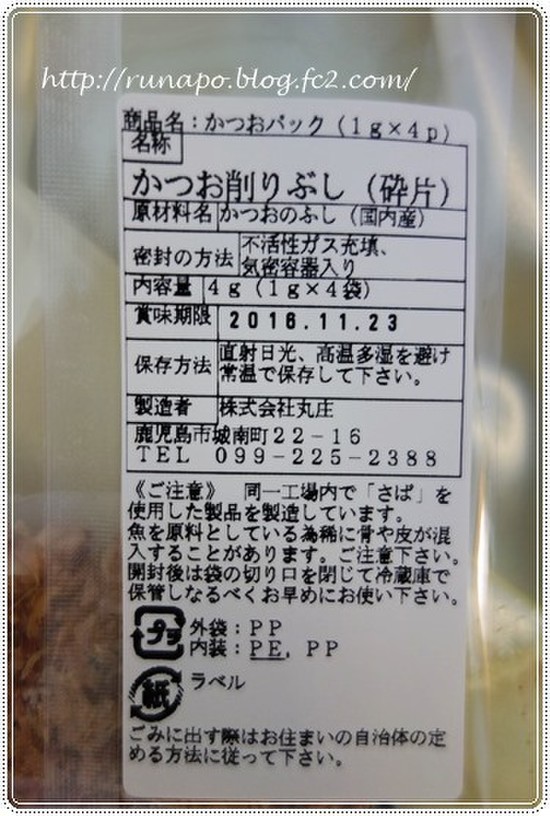 http://runapo.blog.fc2.com/
商品名：かつおパック（１ｇ×４ｐ）
名称
かつお削りぶし（砕片）
原材料名 かつおのふし（国内産）
密封の方法 不活性ガス充填、
気密容器入り
内容量 ４ｇ（１ｇ×４袋）
賞味期限 2016.11.23
保存方法 直射日光、高温多湿を避け
常温で保存して下さい。
製造者 株式会社丸庄
鹿児島市城南町２２－１６
ＴＥＬ ０９９－２２５－２３８８
《ご注意》 同一工場内で「さば」を
使用した製品を製造しています。
魚を原料としている為稀に骨や皮が混
入することがあります。ご注意下さい。
開封後は袋の切り口を閉じて冷蔵庫で
保管しなるべくお早めにお使い下さい。
プラ 外袋：ＰＰ
内装：ＰＥ，ＰＰ
紙 ラベル
ごみに出す際はお住まいの自治体の定
める方法に従って下さい。